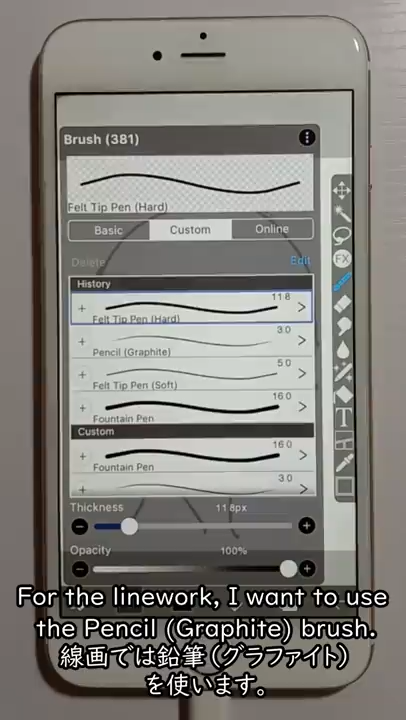 Brush (381)
Felt Tip Pen (Hard)
Basic
Custom
Online
Delete
Edit
History
11.8
Felt Tip Pen (Hard)
3.0
Pencil (Graphite)
5.0
Felt Tip Pen (Soft)
16.0
Fountain Pen
Custom
16.0
Fountain Pen
3.0
Thickness
11.8px
Opacity
100%
FX
T
For the linework, I want to use
the Pencil (Graphite) brush.
線画では鉛筆(グラファイト)
を使います。